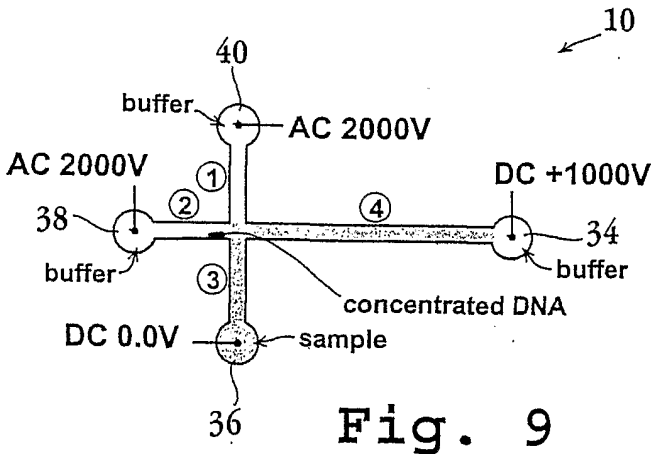 10
40
buffer
AC 2000V
AC 2000V
DC +1000V
①
②
④
38
34
buffer
buffer
③
concentrated DNA
DC 0.0V
sample
36
Fig. 9